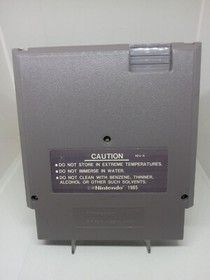 CAUTION
• DO NOT STORE IN EXTREME TEMPERATURES.
• DO NOT IMMERSE IN WATER.
• DO NOT CLEAN WITH BENZENE, THINNER,
ALCOHOL OR OTHER SUCH SOLVENTS.
Nintendo 1985